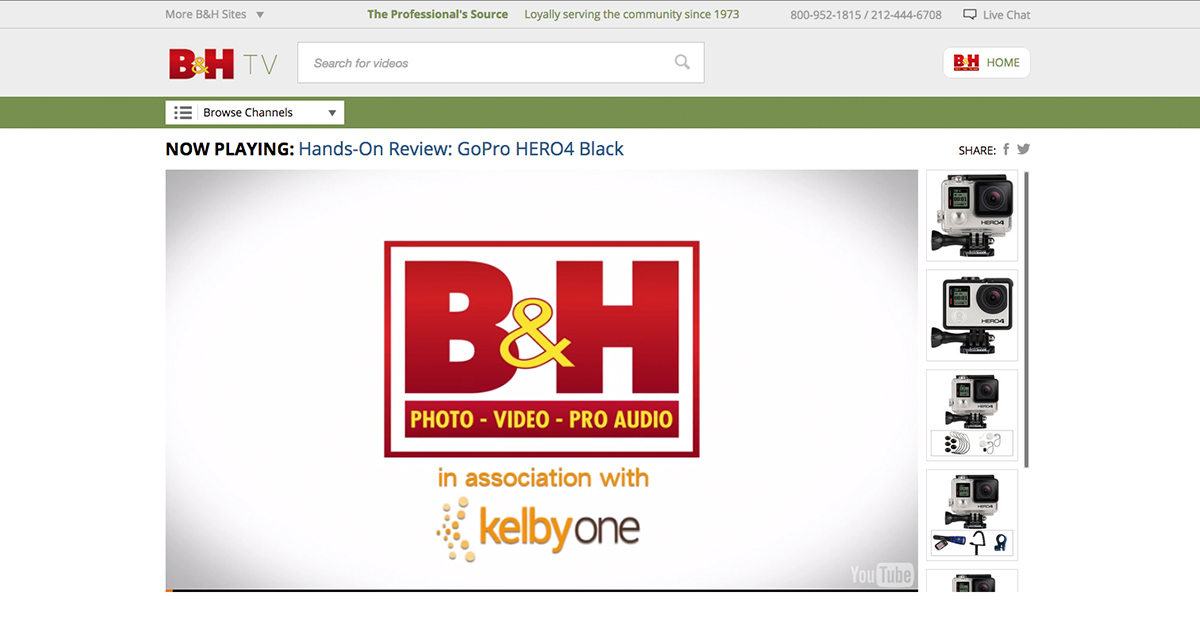 More B&H Sites ▼
The Professional's Source Loyally serving the community since 1973
800-952-1815 / 212-444-6708 Live Chat
B&H TV
Search for videos
B&H HOME
Browse Channels ▼
NOW PLAYING: Hands-On Review: GoPro HERO4 Black
SHARE:
B&H
PHOTO - VIDEO - PRO AUDIO
in association with
kelbyone
YouTube
HERO4
HERO4